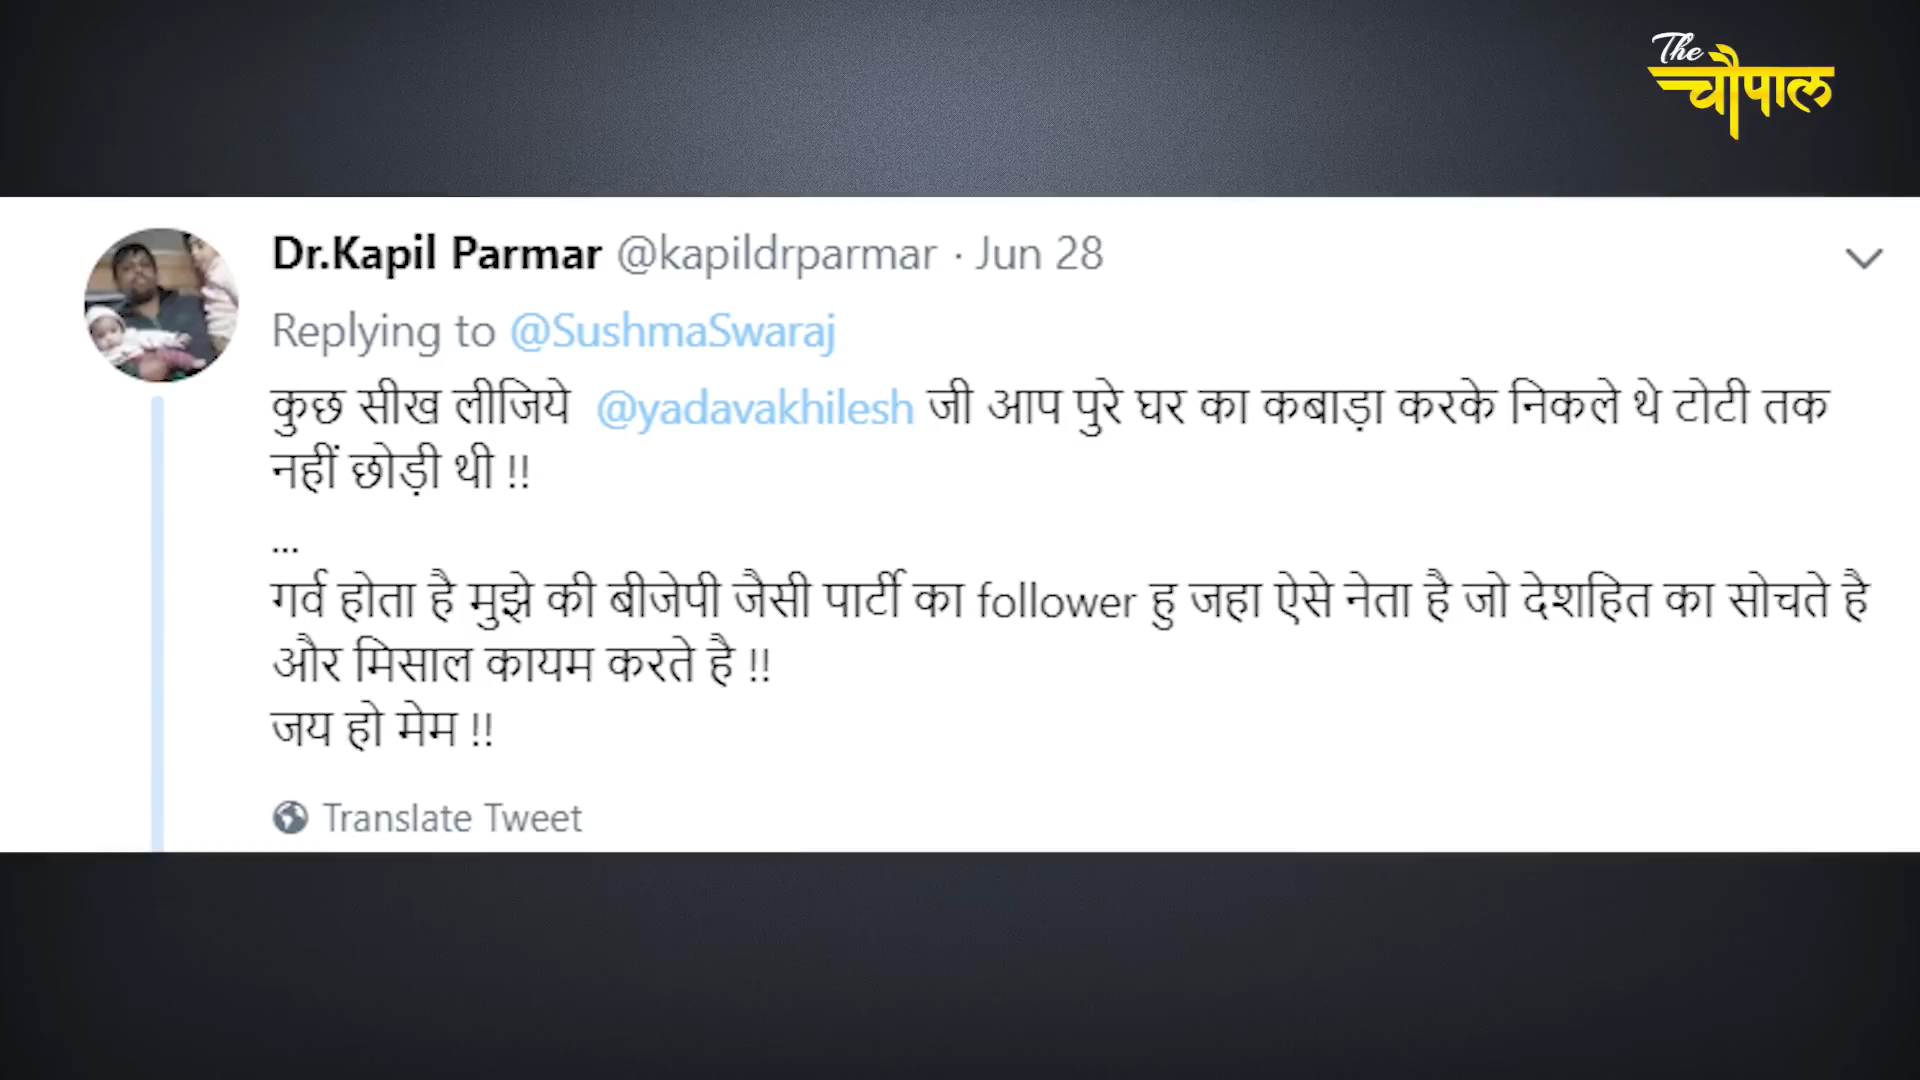 The
चौपाल
Dr.Kapil Parmar @kapildrparmar · Jun 28
Replying to @SushmaSwaraj
कुछ सीख लीजिये @yadavakhilesh जी आप पुरे घर का कबाड़ा करके निकले थे टोटी तक
नहीं छोड़ी थी !!
...
गर्व होता है मुझे की बीजेपी जैसी पार्टी का follower हु जहा ऐसे नेता है जो देशहित का सोचते है
और मिसाल कायम करते है !!
जय हो मेम !!
Translate Tweet